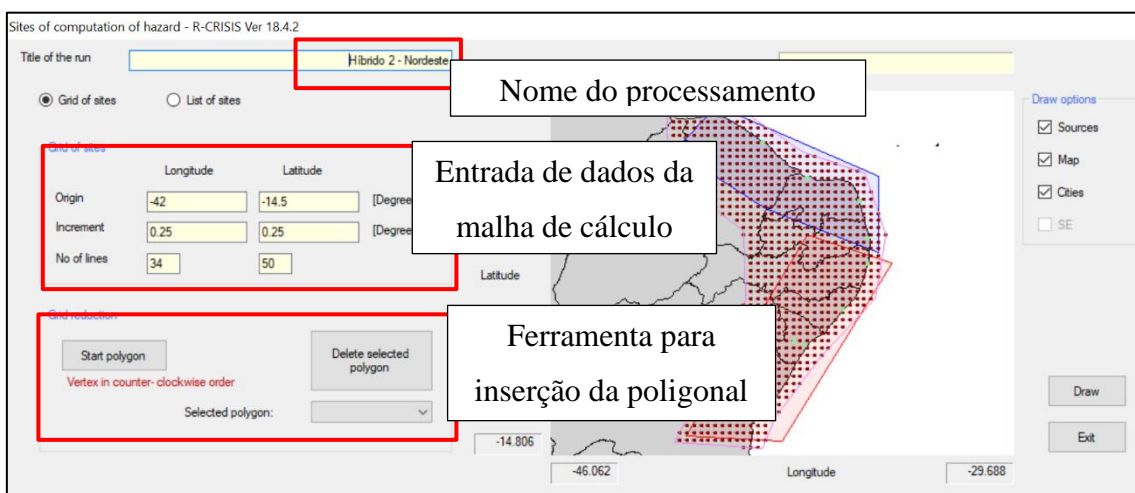 Sites of computation of hazard - R-CRISIS Ver 18.4.2
Title of the run
Híbrido 2 - Nordeste
Nome do processamento
Grid of sites
List of sites
Draw options
Sources
Map
Cities
SE
Grid of sites
Longitude
Latitude
Origin
-42
-14.5
[Degree
Increment
0.25
0.25
[Degree
No of lines
34
50
Entrada de dados da
malha de cálculo
Latitude
Grid reduction
Start polygon
Vertex in counter- clockwise order
Delete selected
polygon
Selected polygon:
Ferramenta para
inserção da poligonal
Draw
Exit
-14.806
-46.062
Longitude
-29.688